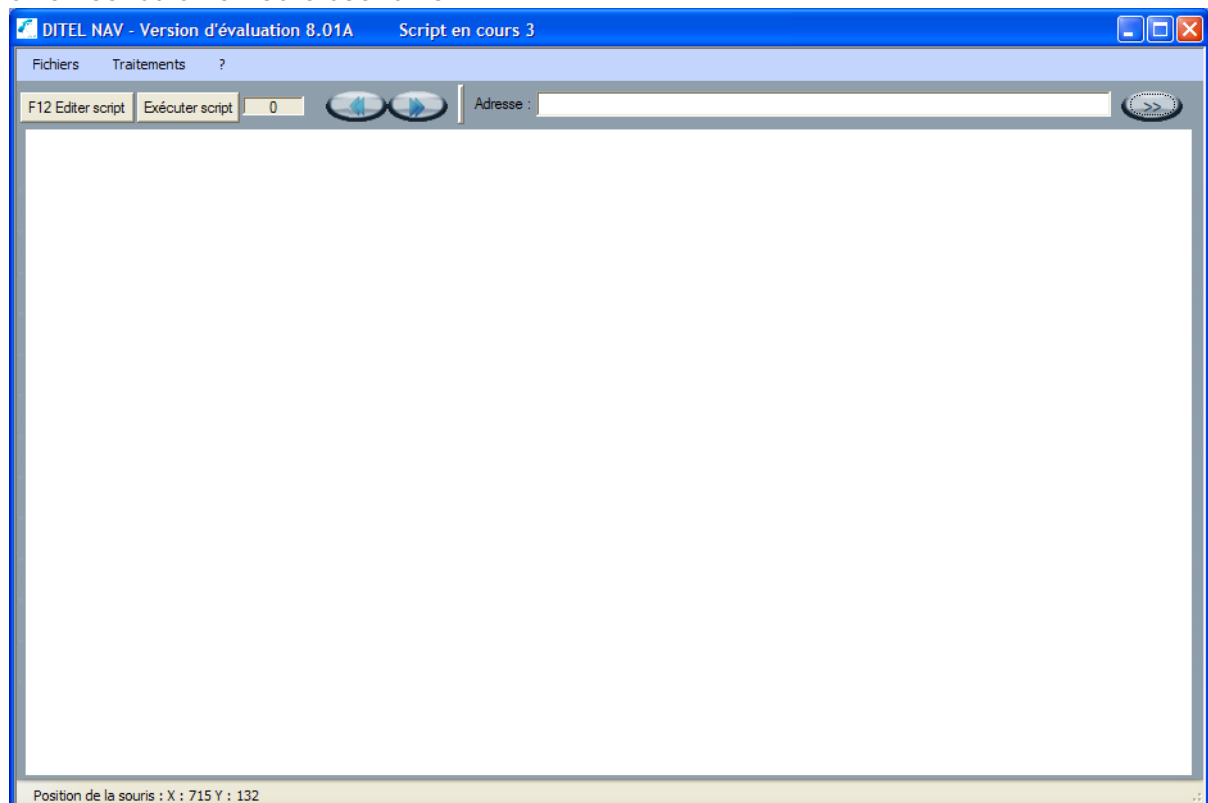 DITEL NAV - Version d'évaluation 8.01A Script en cours 3
Fichiers Traitements ?
F12 Editer script Exécuter script 0 Adresse : >>
Position de la souris : X : 715 Y : 132